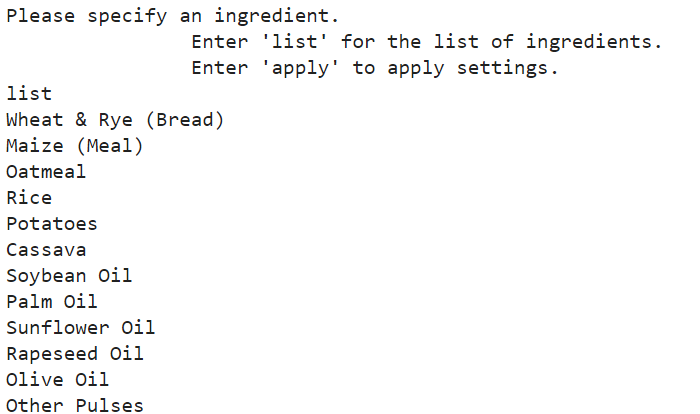 Please specify an ingredient.
Enter 'list' for the list of ingredients.
Enter 'apply' to apply settings.
list
Wheat & Rye (Bread)
Maize (Meal)
Oatmeal
Rice
Potatoes
Cassava
Soybean Oil
Palm Oil
Sunflower Oil
Rapeseed Oil
Olive Oil
Other Pulses